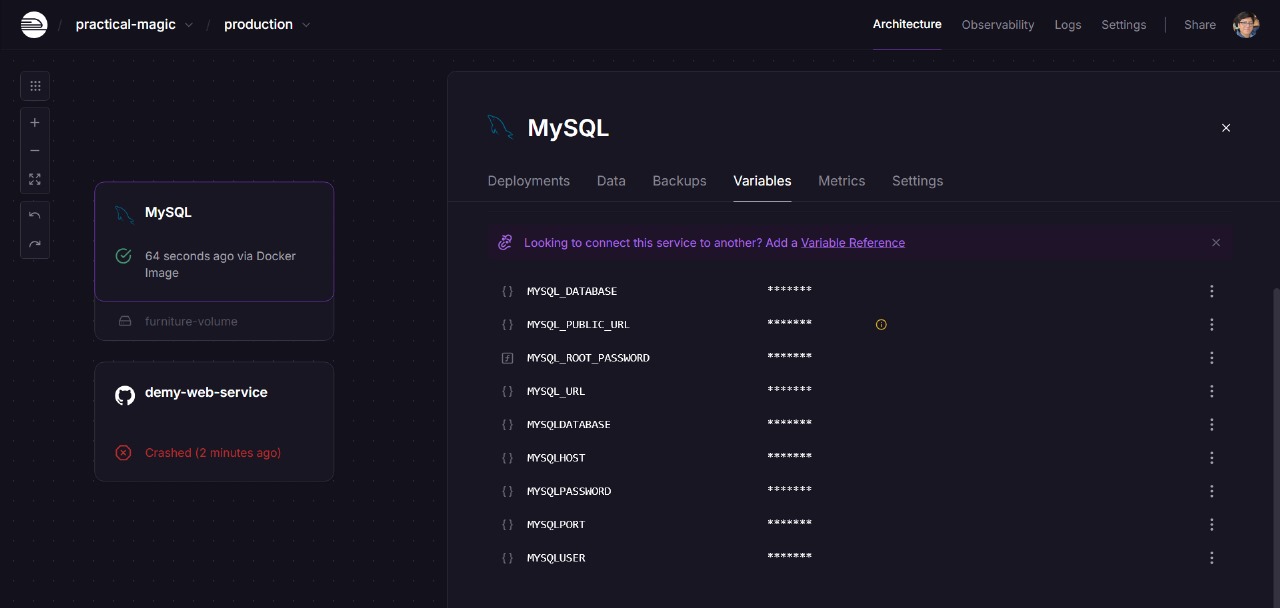 practical-magic / production
Architecture Observability Logs Settings Share
MySQL
64 seconds ago via Docker
Image
furniture-volume
demy-web-service
Crashed (2 minutes ago)
MySQL
Deployments Data Backups Variables Metrics Settings
Looking to connect this service to another? Add a Variable Reference
{ } MYSQL_DATABASE *******
{ } MYSQL_PUBLIC_URL *******
MYSQL_ROOT_PASSWORD *******
{ } MYSQL_URL *******
{ } MYSQLDATABASE *******
{ } MYSQLHOST *******
{ } MYSQLPASSWORD *******
{ } MYSQLPORT *******
{ } MYSQLUSER *******